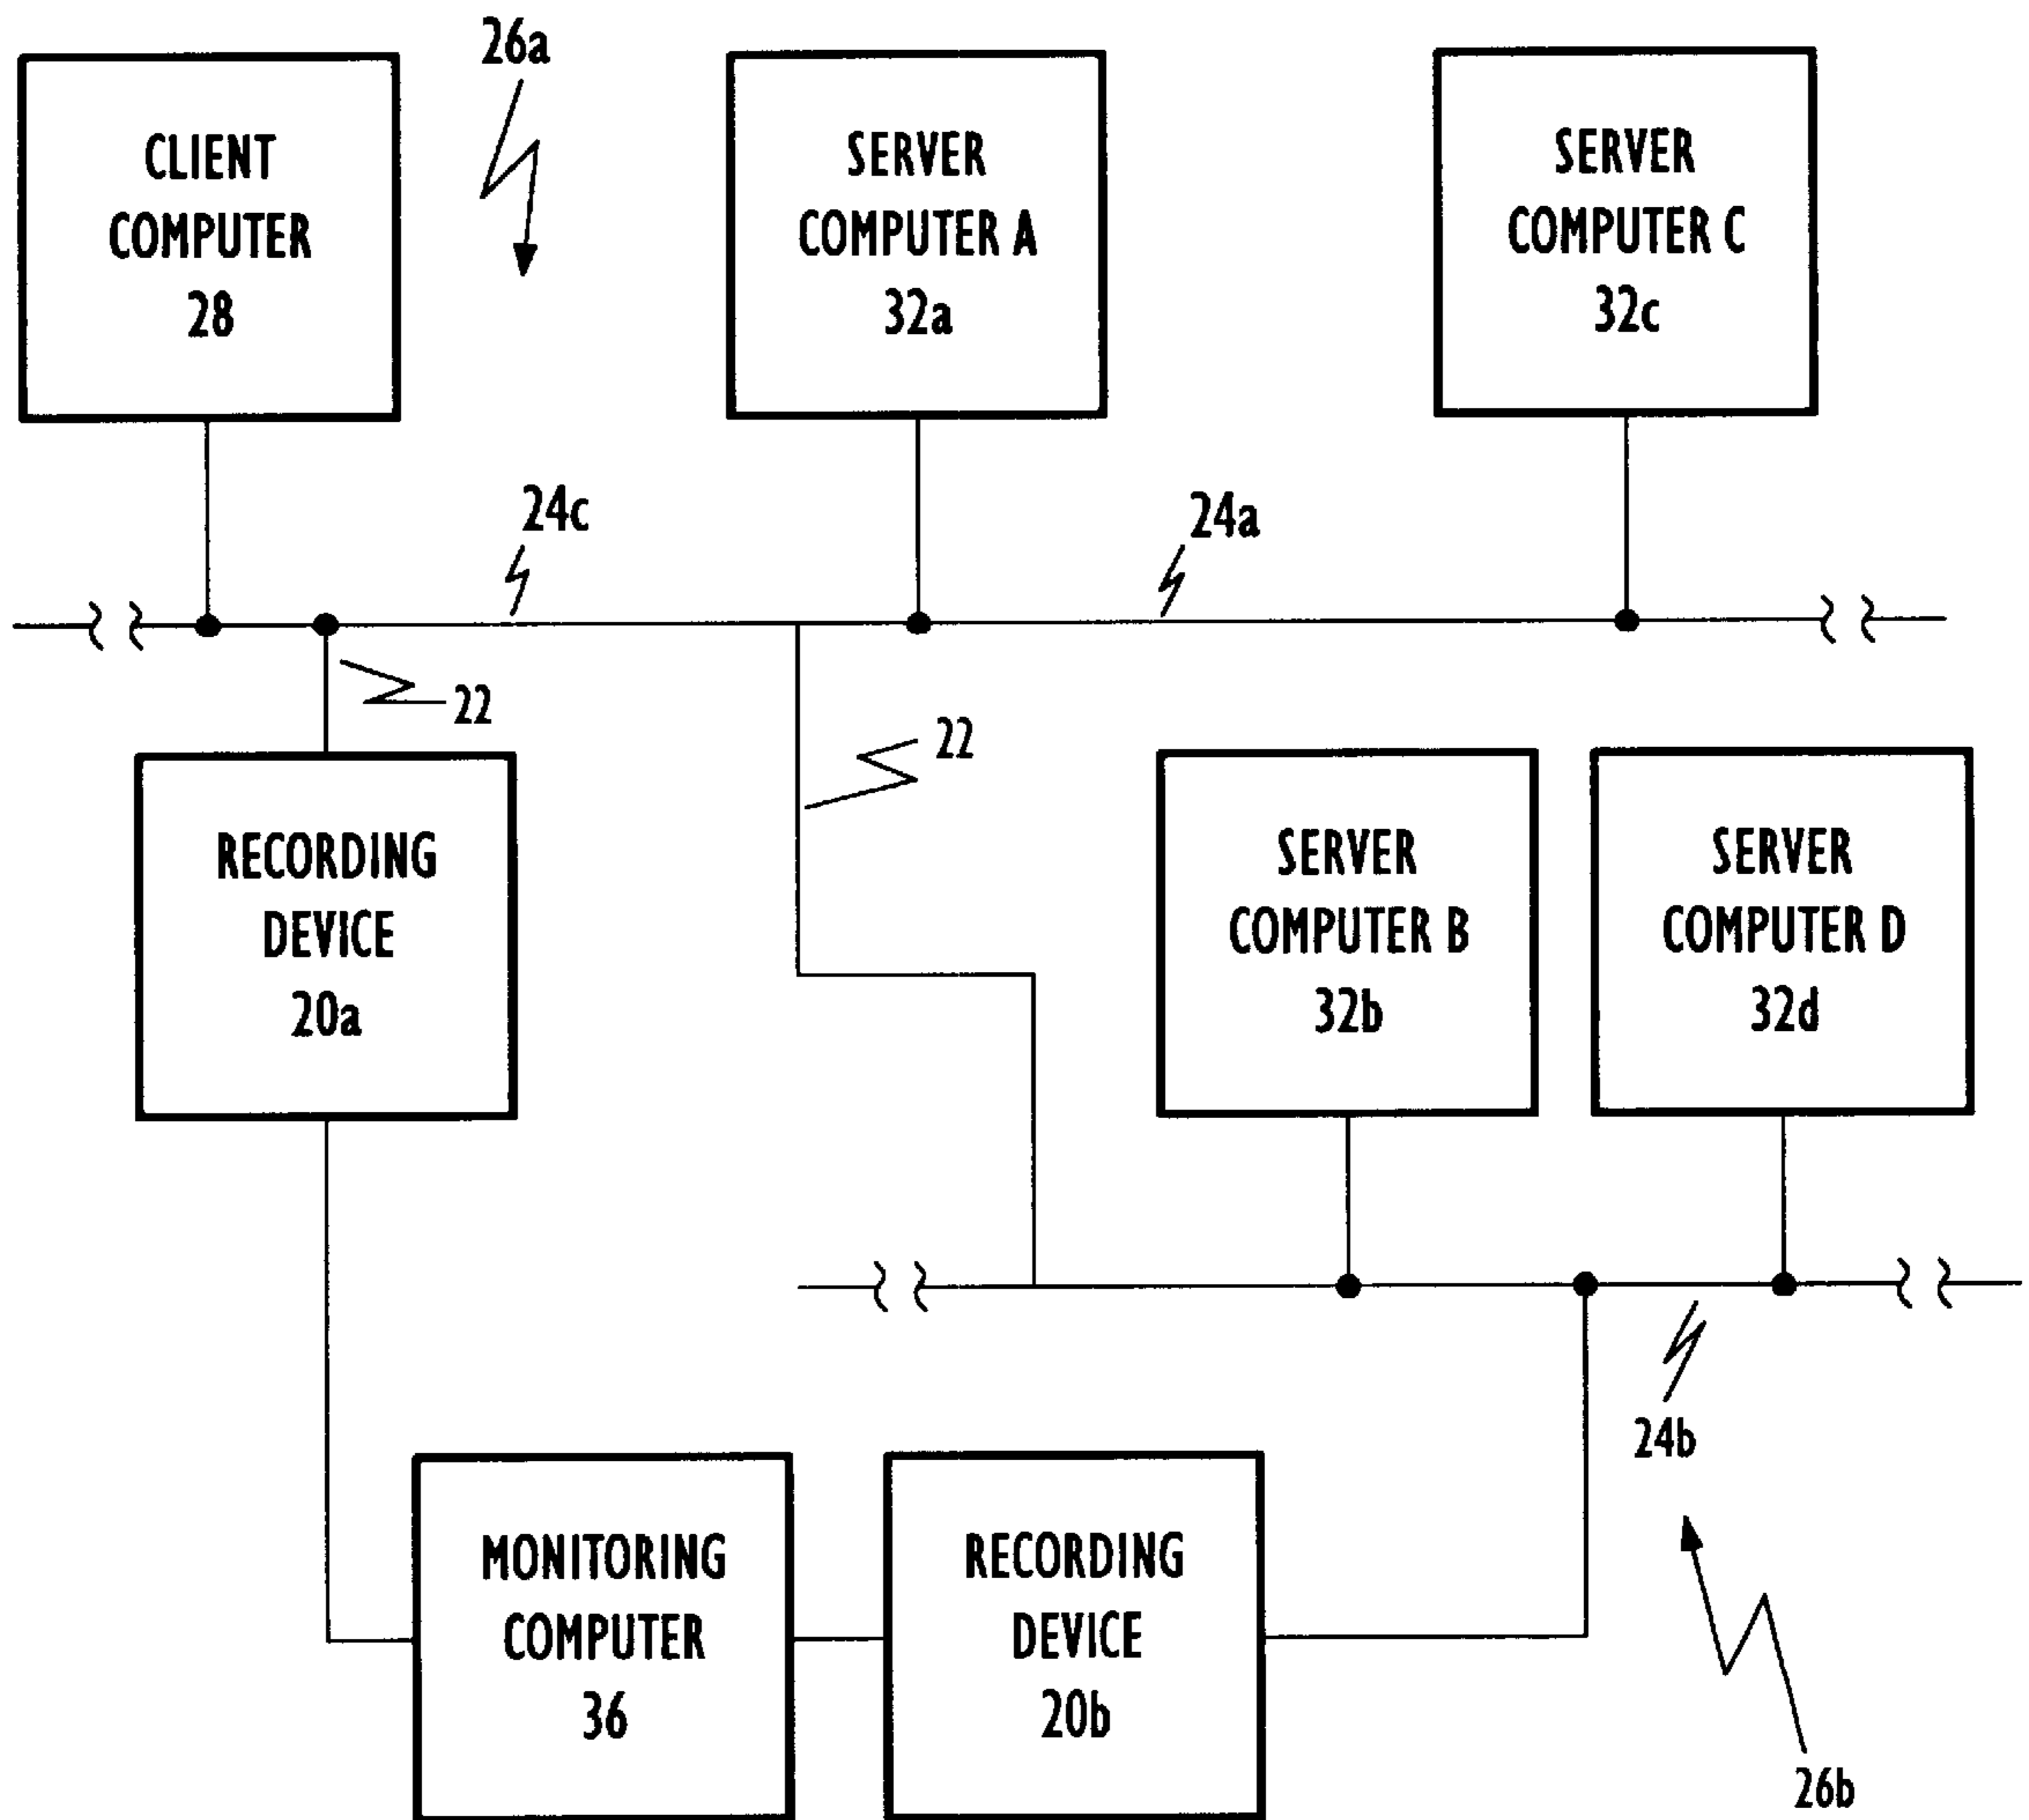 26a
CLIENT
COMPUTER
28
SERVER
COMPUTER A
32a
SERVER
COMPUTER C
32c
24c
24a
22
22
RECORDING
DEVICE
20a
SERVER
COMPUTER B
32b
SERVER
COMPUTER D
32d
24b
MONITORING
COMPUTER
36
RECORDING
DEVICE
20b
26b